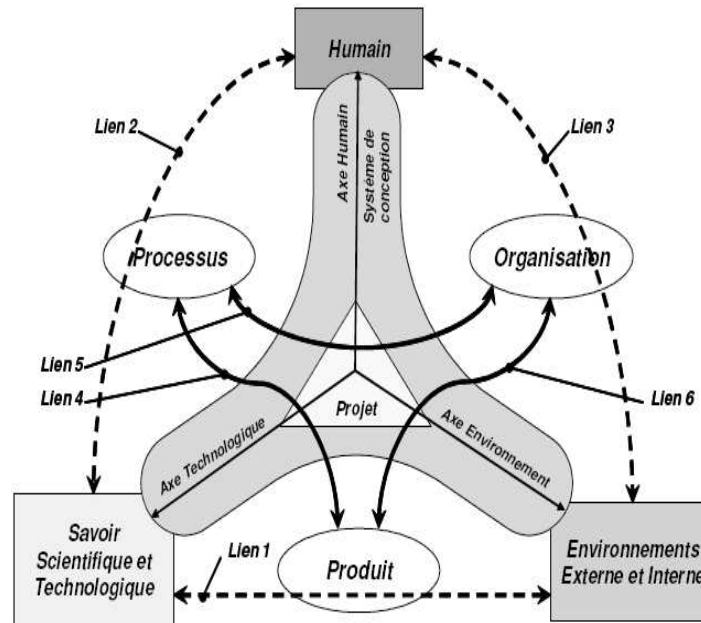 Humain
Lien 2
Lien 3
Axe Humain
Système de
conception
Processus
Organisation
Lien 5
Lien 4
Lien 6
Projet
Axe Technologique
Axe Environnement
Savoir
Scientifique et
Technologique
Lien 1
Produit
Environnements
Externe et Interne